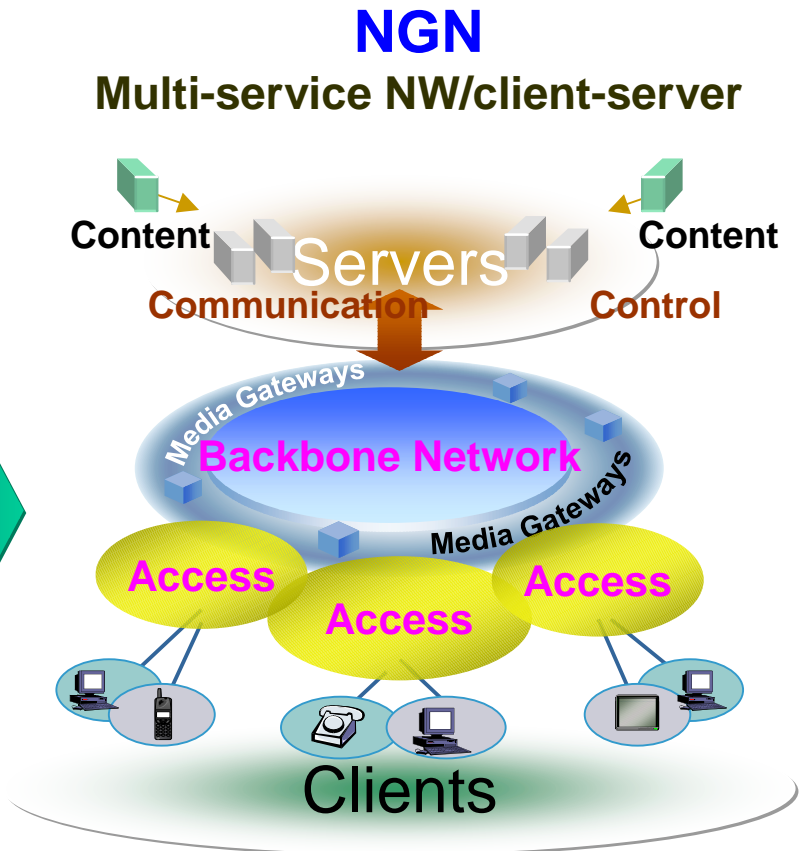 NGN
Multi-service NW/client-server
Content
Content
Servers
Communication
Control
Media Gateways
Backbone Network
Media Gateways
Access
Access
Access
Clients